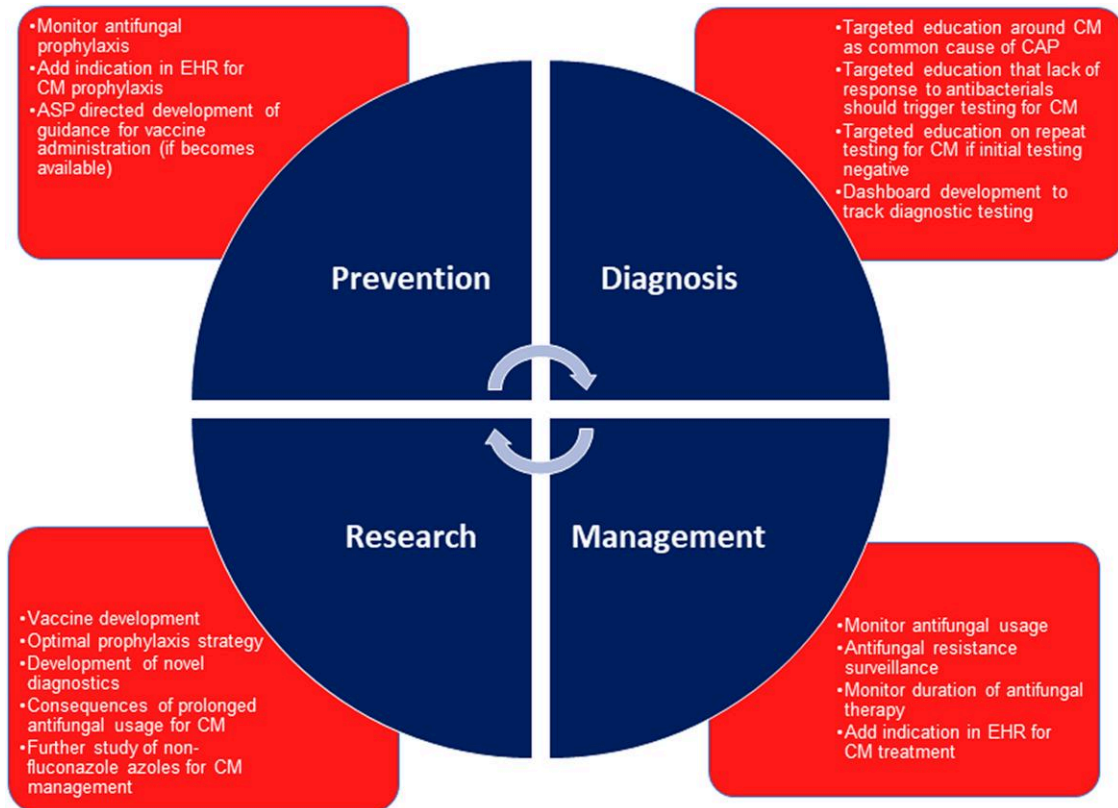 •Monitor antifungal
prophylaxis
•Add indication in EHR for
CM prophylaxis
•ASP directed development of
guidance for vaccine
administration (if becomes
available)
•Targeted education around CM
as common cause of CAP
•Targeted education that lack of
response to antibacterials
should trigger testing for CM
•Targeted education on repeat
testing for CM if initial testing
negative
•Dashboard development to
track diagnostic testing
Prevention
Diagnosis
Research
Management
•Vaccine development
•Optimal prophylaxis strategy
•Development of novel
diagnostics
•Consequences of prolonged
antifungal usage for CM
•Further study of non-
fluconazole azoles for CM
management
•Monitor antifungal usage
•Antifungal resistance
surveillance
•Monitor duration of antifungal
therapy
•Add indication in EHR for
CM treatment